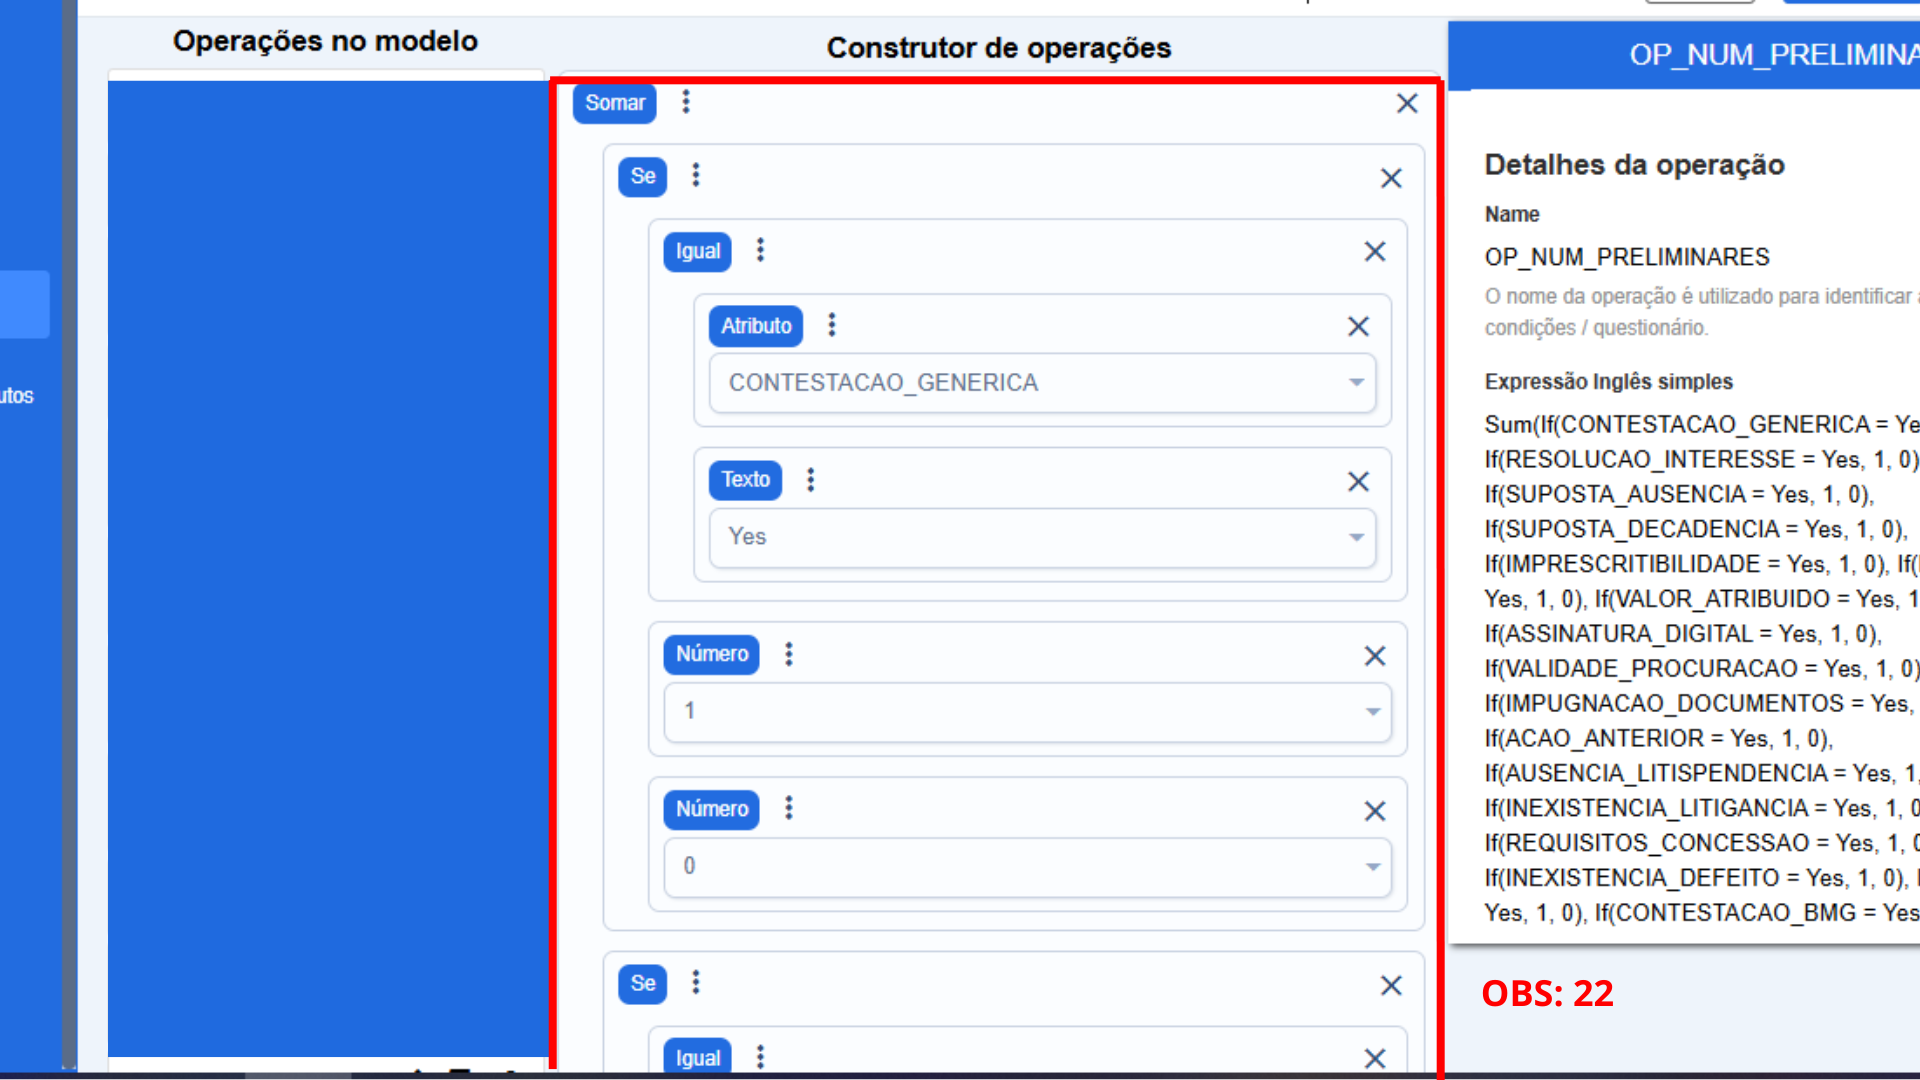 utos
Operações no modelo
Construtor de operações
Somar
Se
Igual
Atributo
CONTESTACAO_GENERICA
Texto
Yes
Número
1
Número
0
Se
Igual
OP_NUM_PRELIMINA
Detalhes da operação
Name
OP_NUM_PRELIMINARES
O nome da operação é utilizado para identificar
condições / questionário.
Expressão Inglês simples
Sum(If(CONTESTACAO_GENERICA = Ye
If(RESOLUCAO_INTERESSE = Yes, 1, 0)
If(SUPOSTA_AUSENCIA = Yes, 1, 0),
If(SUPOSTA_DECADENCIA = Yes, 1, 0),
If(IMPRESCRITIBILIDADE = Yes, 1, 0), If(
Yes, 1, 0), If(VALOR_ATRIBUIDO = Yes, 1
If(ASSINATURA_DIGITAL = Yes, 1, 0),
If(VALIDADE_PROCURACAO = Yes, 1, 0)
If(IMPUGNACAO_DOCUMENTOS = Yes,
If(ACAO_ANTERIOR = Yes, 1, 0),
If(AUSENCIA_LITISPENDENCIA = Yes, 1,
If(INEXISTENCIA_LITIGANCIA = Yes, 1, 0
If(REQUISITOS_CONCESSAO = Yes, 1, 0
If(INEXISTENCIA_DEFEITO = Yes, 1, 0),
Yes, 1, 0), If(CONTESTACAO_BMG = Yes
OBS: 22